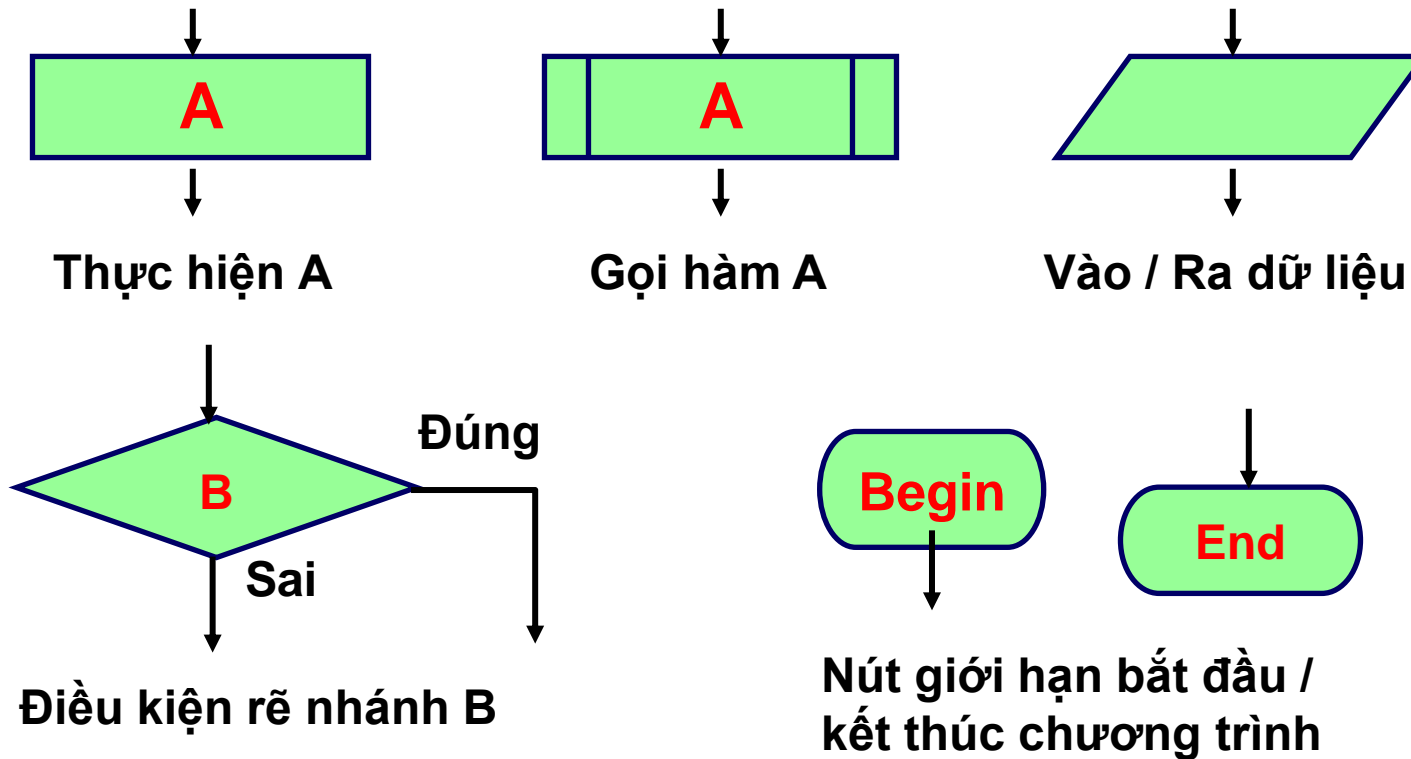 A
A
Thực hiện A
Gọi hàm A
Vào / Ra dữ liệu
Đúng
B
Sai
Điều kiện rẽ nhánh B
Begin
End
Nút giới hạn bắt đầu /
kết thúc chương trình